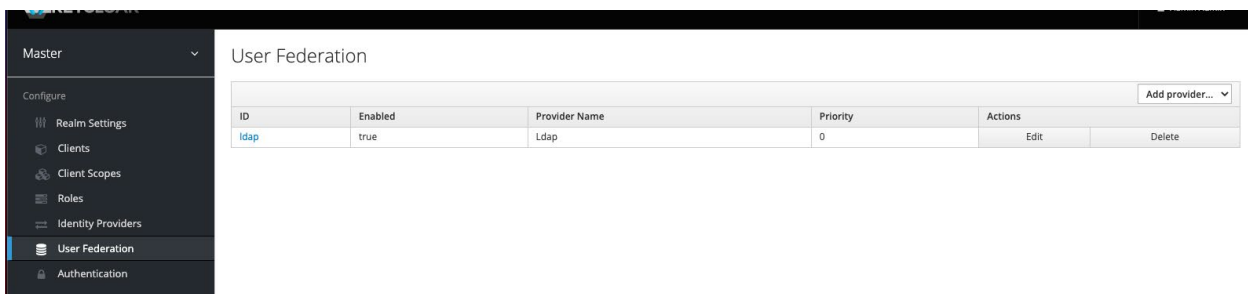 Master
User Federation
Configure
Add provider...
ID Enabled Provider Name Priority Actions
Realm Settings
ldap true Ldap 0 Edit Delete
Clients
Client Scopes
Roles
Identity Providers
User Federation
Authentication